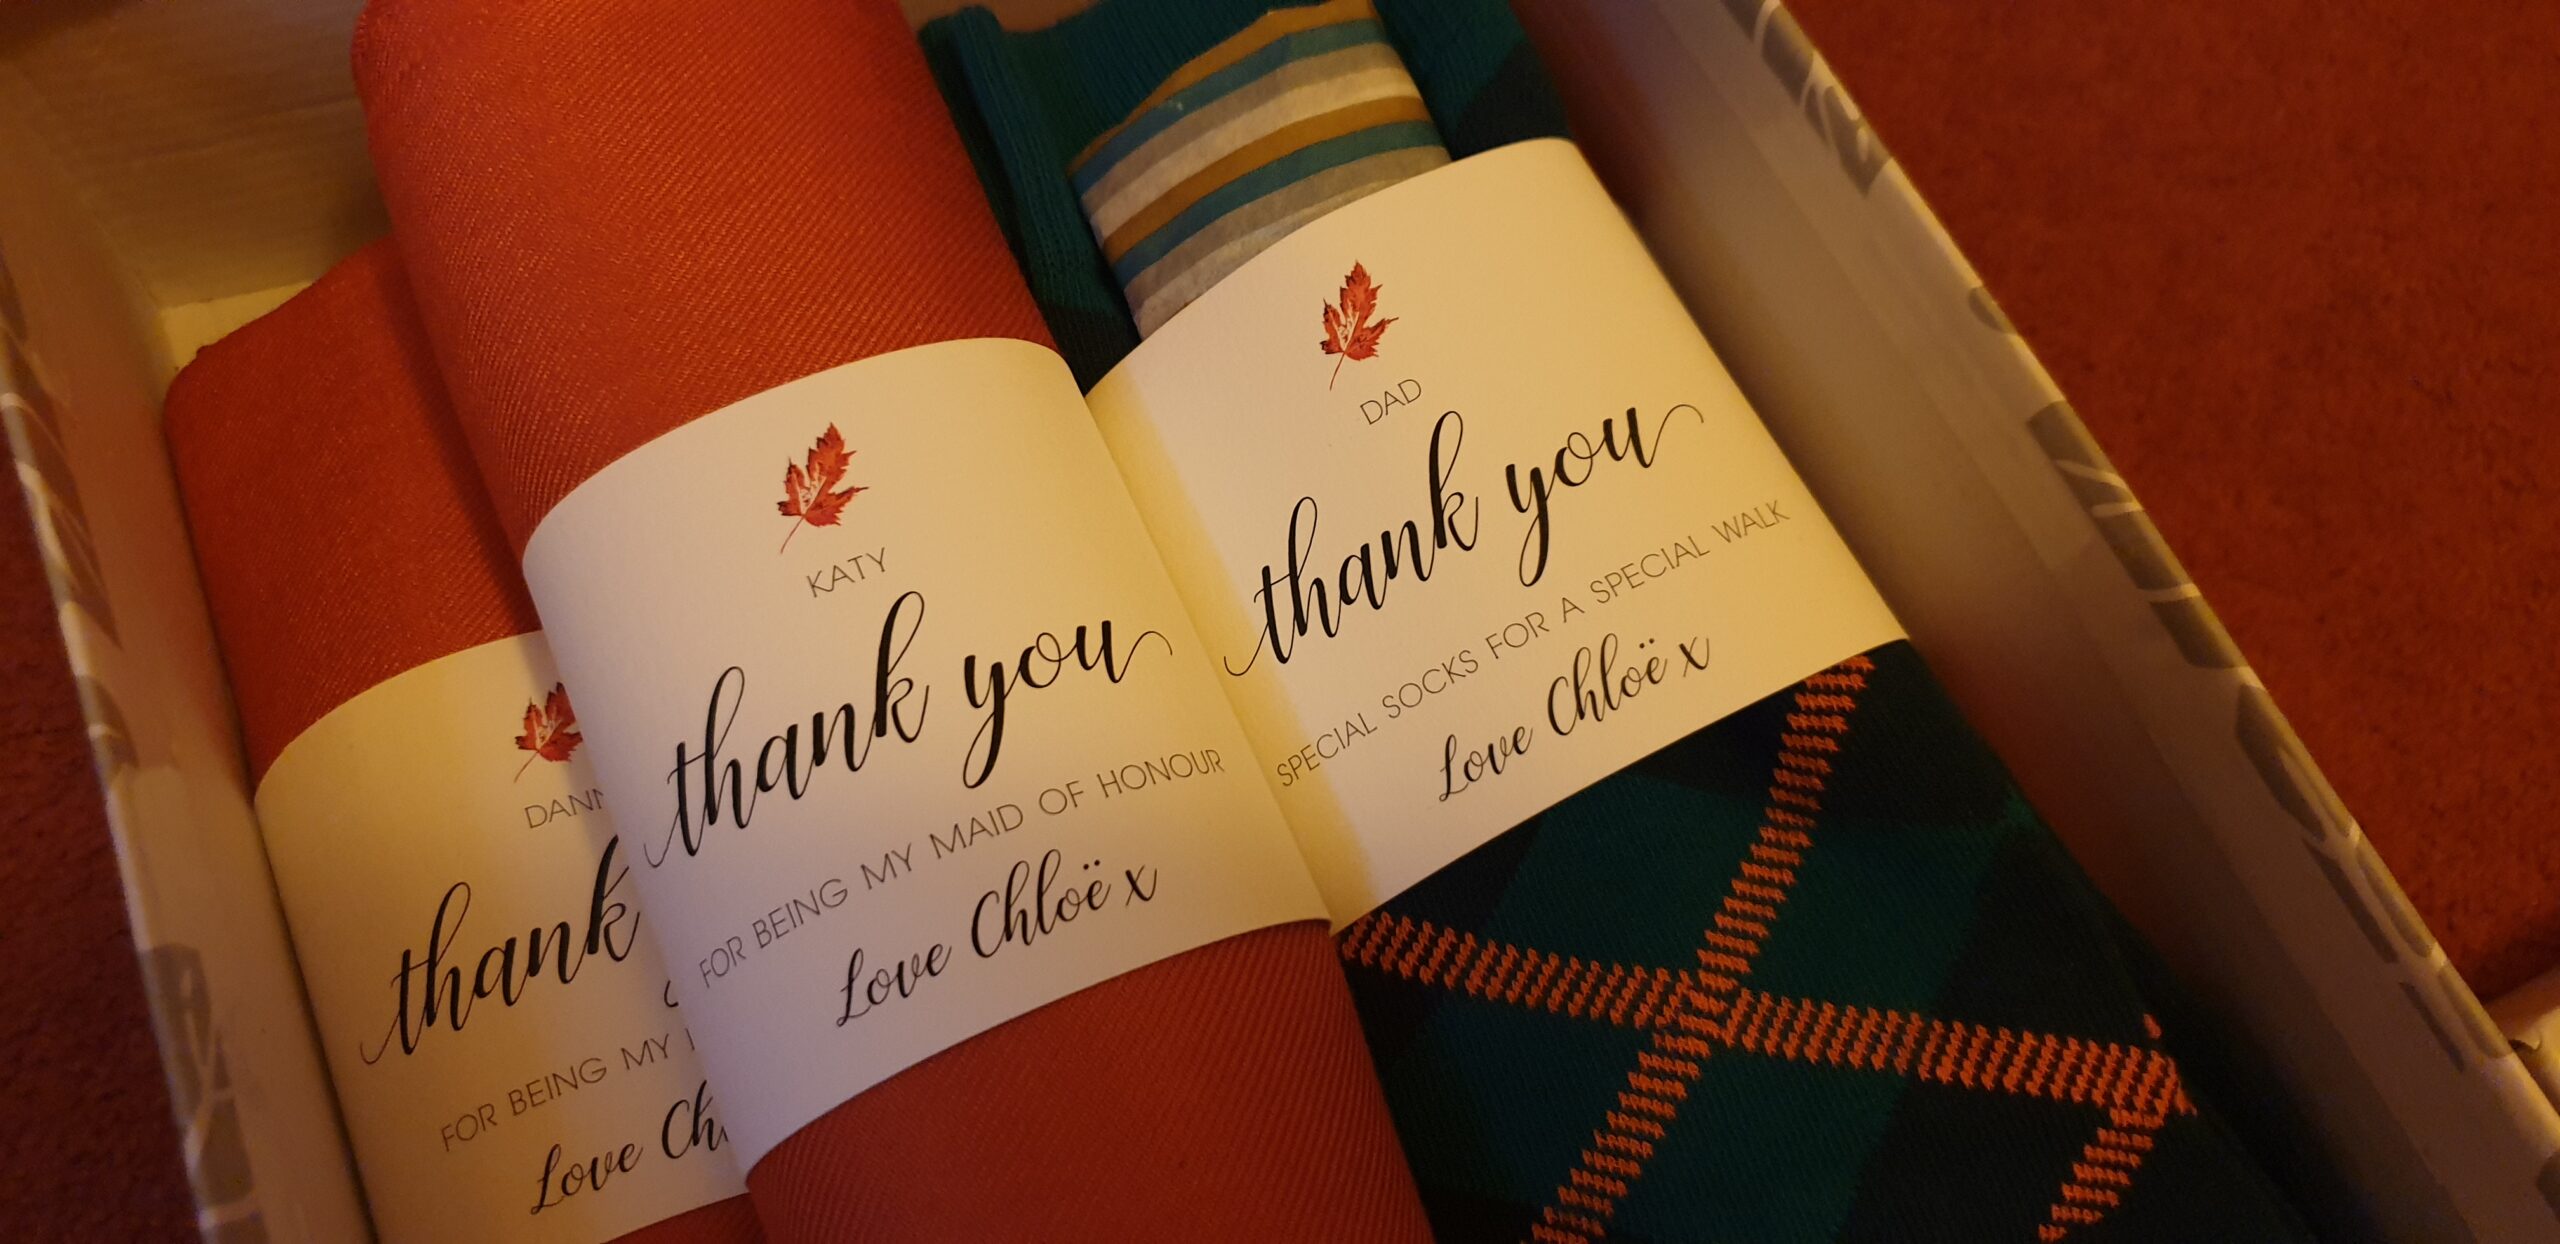 DAD
thank you
SPECIAL SOCKS FOR A SPECIAL WALK
Love Chloë x
KATY
thank you
FOR BEING MY MAID OF HONOUR
Love Chloë x
thank
FOR BEING MY
Love